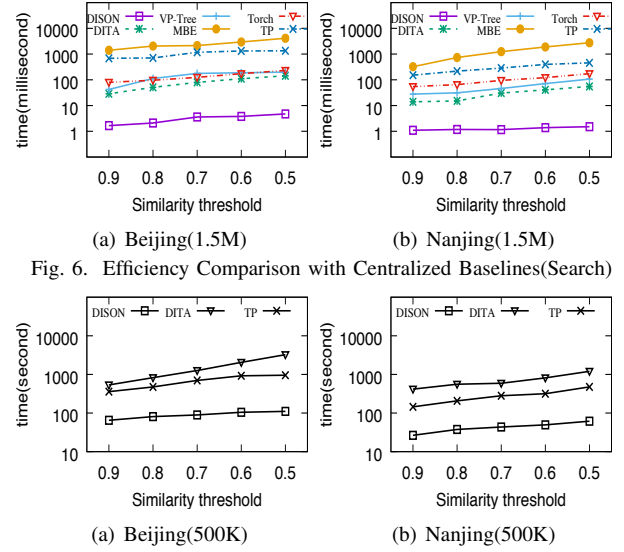 DISON VP-Tree Torch
DITA MBE TP
time(millisecond)
10000
1000
100
10
1
0.9 0.8 0.7 0.6 0.5
Similarity threshold
(a) Beijing(1.5M)
DISON VP-Tree Torch
DITA MBE TP
time(millisecond)
10000
1000
100
10
1
0.9 0.8 0.7 0.6 0.5
Similarity threshold
(b) Nanjing(1.5M)
Fig. 6. Efficiency Comparison with Centralized Baselines(Search)
DISON DITA TP
time(second)
10000
1000
100
10
0.9 0.8 0.7 0.6 0.5
Similarity threshold
(a) Beijing(500K)
DISON DITA TP
time(second)
10000
1000
100
10
0.9 0.8 0.7 0.6 0.5
Similarity threshold
(b) Nanjing(500K)